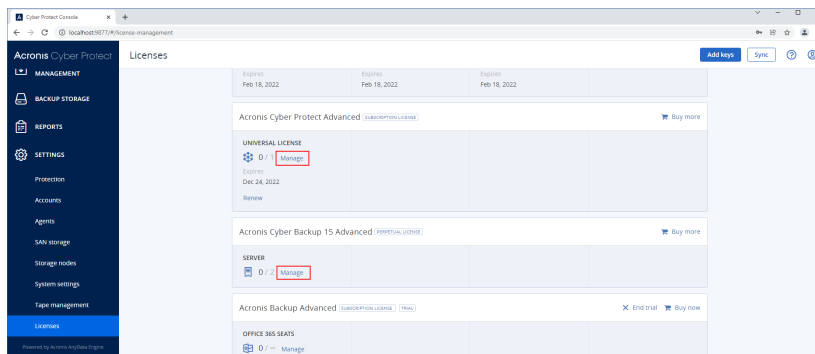 Cyber Protect Console
localhost:9877/#/license-management
Acronis Cyber Protect
Licenses
Add keys
Sync
MANAGEMENT
BACKUP STORAGE
REPORTS
SETTINGS
Protection
Accounts
Agents
SAN storage
Storage nodes
System settings
Tape management
Licenses
Powered by Acronis AnyData Engine
Expires Expires Expires
Feb 18, 2022 Feb 18, 2022 Feb 18, 2022
Acronis Cyber Protect Advanced SUBSCRIPTION LICENSE Buy more
UNIVERSAL LICENSE
0 / 1 Manage
Expires
Dec 24, 2022
Renew
Acronis Cyber Backup 15 Advanced PERPETUAL LICENSE Buy more
SERVER
0 / 2 Manage
Acronis Backup Advanced SUBSCRIPTION LICENSE TRIAL End trial Buy now
OFFICE 365 SEATS
0 / ∞ Manage